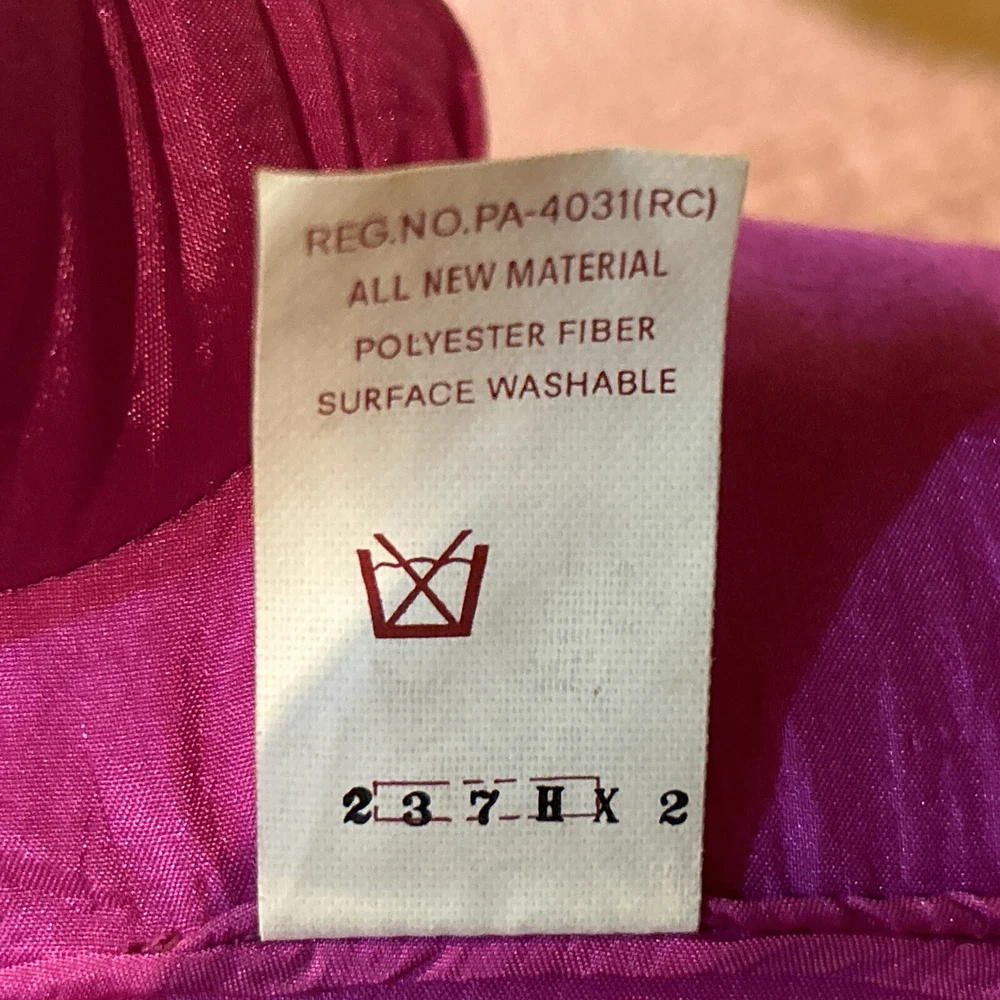 REG.NO.PA-4031(RC)
ALL NEW MATERIAL
POLYESTER FIBER
SURFACE WASHABLE
2 3 7 H X 2